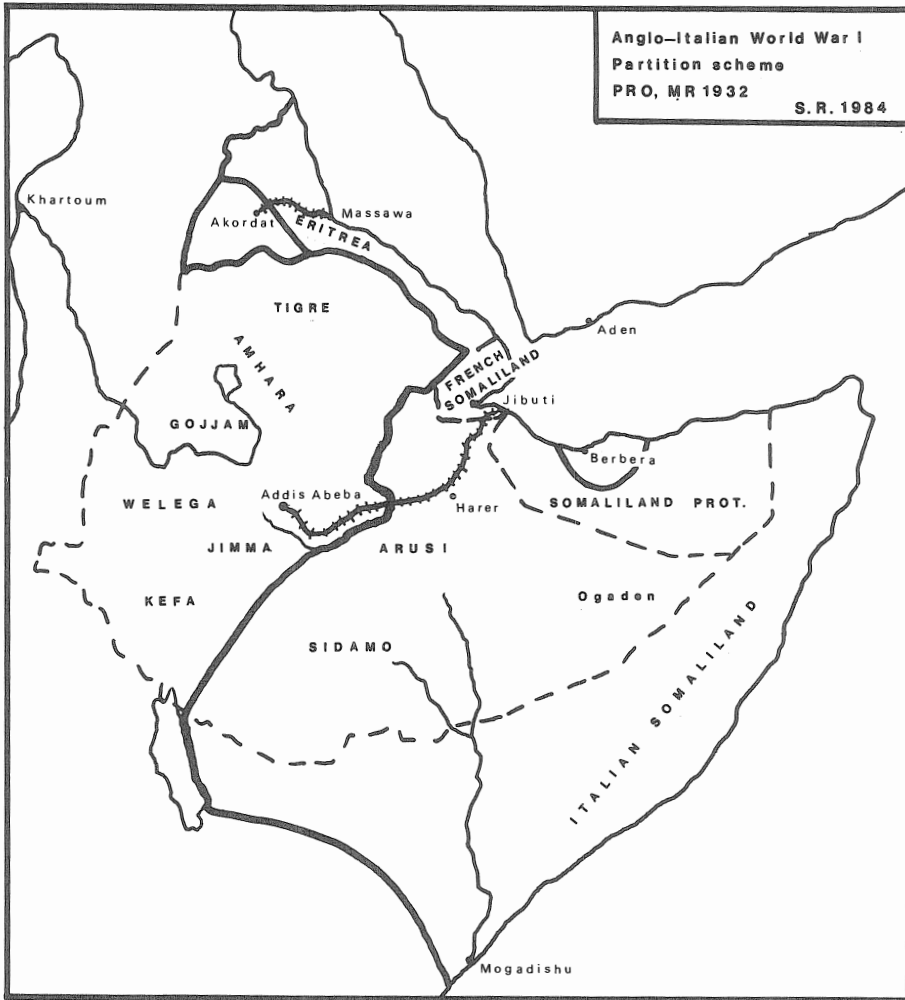 Anglo–Italian World War I
Partition scheme
PRO, MR 1932
S.R. 1984
Khartoum
Akordat
Massawa
ERITREA
TIGRE
AMHARA
Aden
FRENCH
SOMALILAND
Jibuti
GOJJAM
Berbera
WELEGA
Addis Abeba
Harer
SOMALILAND PROT.
JIMMA
ARUSI
KEFA
Ogaden
SIDAMO
ITALIAN SOMALILAND
Mogadishu